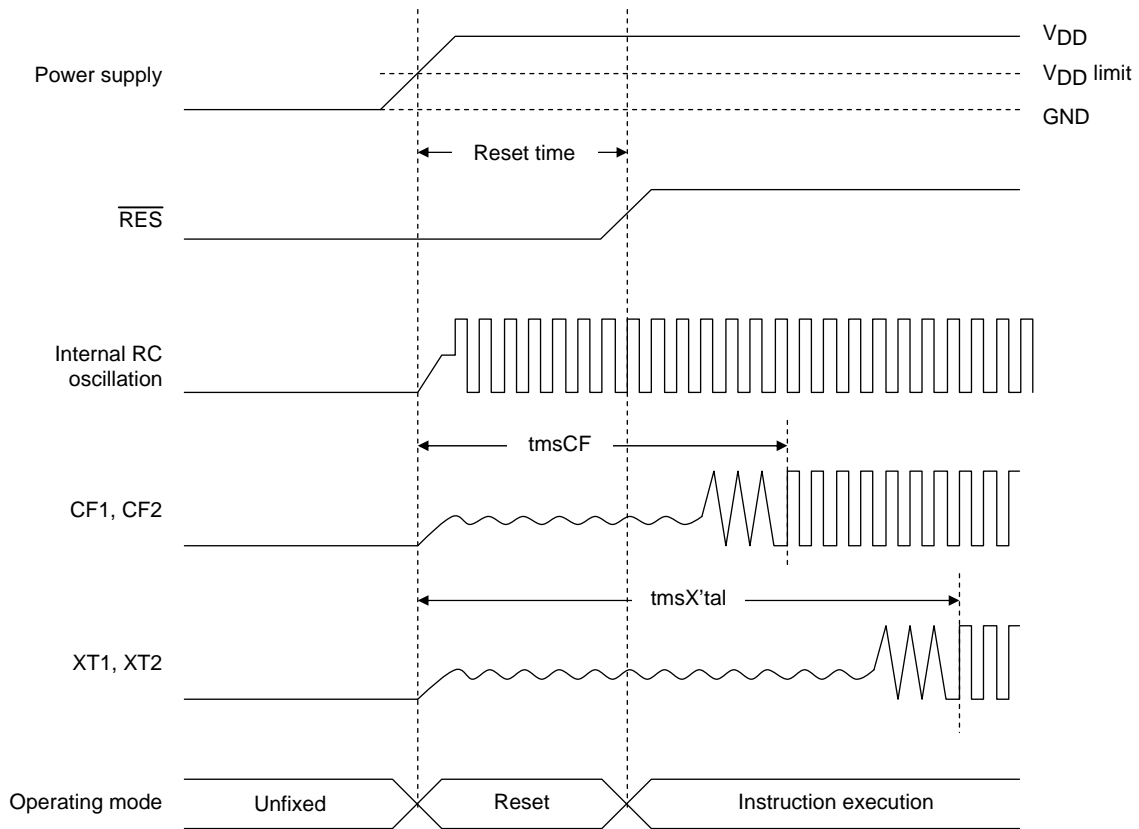 Power supply
VDD
VDD limit
GND
Reset time
RES
Internal RC
oscillation
tmsCF
CF1, CF2
tmsX'tal
XT1, XT2
Operating mode
Unfixed
Reset
Instruction execution